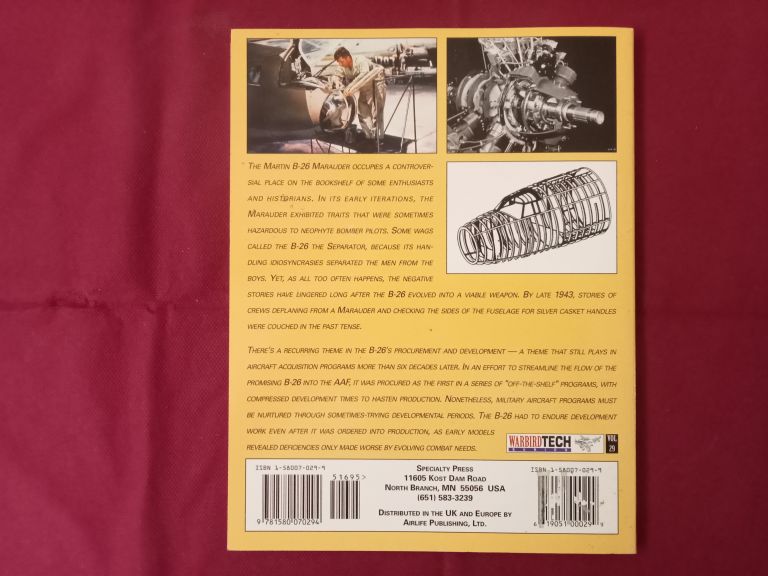 The Martin B-26 Marauder occupies a controver-
sial place on the bookshelf of some enthusiasts
and historians. In its early iterations, the
Marauder exhibited traits that were sometimes
hazardous to neophyte bomber pilots. Some wags
called the B-26 the Separator, because its han-
dling idiosyncrasies separated the men from the
boys. Yet, as all too often happens, the negative
stories have lingered long after the B-26 evolved into a viable weapon. By late 1943, stories of
crews deplaning from a Marauder and checking the sides of the fuselage for silver casket handles
were couched in the past tense.
There's a recurring theme in the B-26's procurement and development — a theme that still plays in
aircraft acquisition programs more than six decades later. In an effort to streamline the flow of the
promising B-26 into the AAF, it was procured as the first in a series of "off-the-shelf" programs, with
compressed development times to hasten production. Nonetheless, military aircraft programs must
be nurtured through sometimes-trying developmental periods. The B-26 had to endure development
work even after it was ordered into production, as early models
revealed deficiencies only made worse by evolving combat needs.
WARBIRDTECH
SERIES
VOL.
29
ISBN 1-58007-029-9
51695>
9 781580 070294
Specialty Press
11605 Kost Dam Road
North Branch, MN 55056 USA
(651) 583-3239
Distributed in the UK and Europe by
Airlife Publishing, Ltd.
ISBN 1-58007-029-9
6 19051 00029